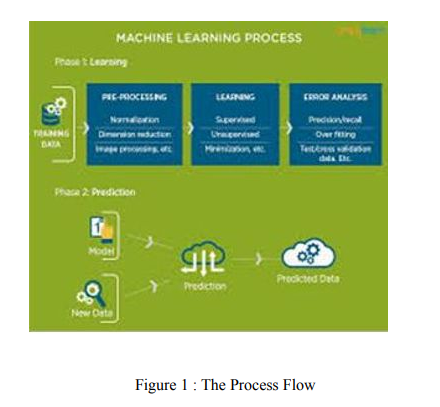 MACHINE LEARNING PROCESS
Phase 1: Learning
TRAINING
DATA
PRE-PROCESSING
Normalization
Dimension reduction
Image processing, etc.
LEARNING
Supervised
Unsupervised
Minimization, etc.
ERROR ANALYSIS
Precision/recall
Over fitting
Test/cross validation
data. Etc.
Phase 2: Prediction
Model
New Data
Prediction
Predicted Data
Figure 1 : The Process Flow